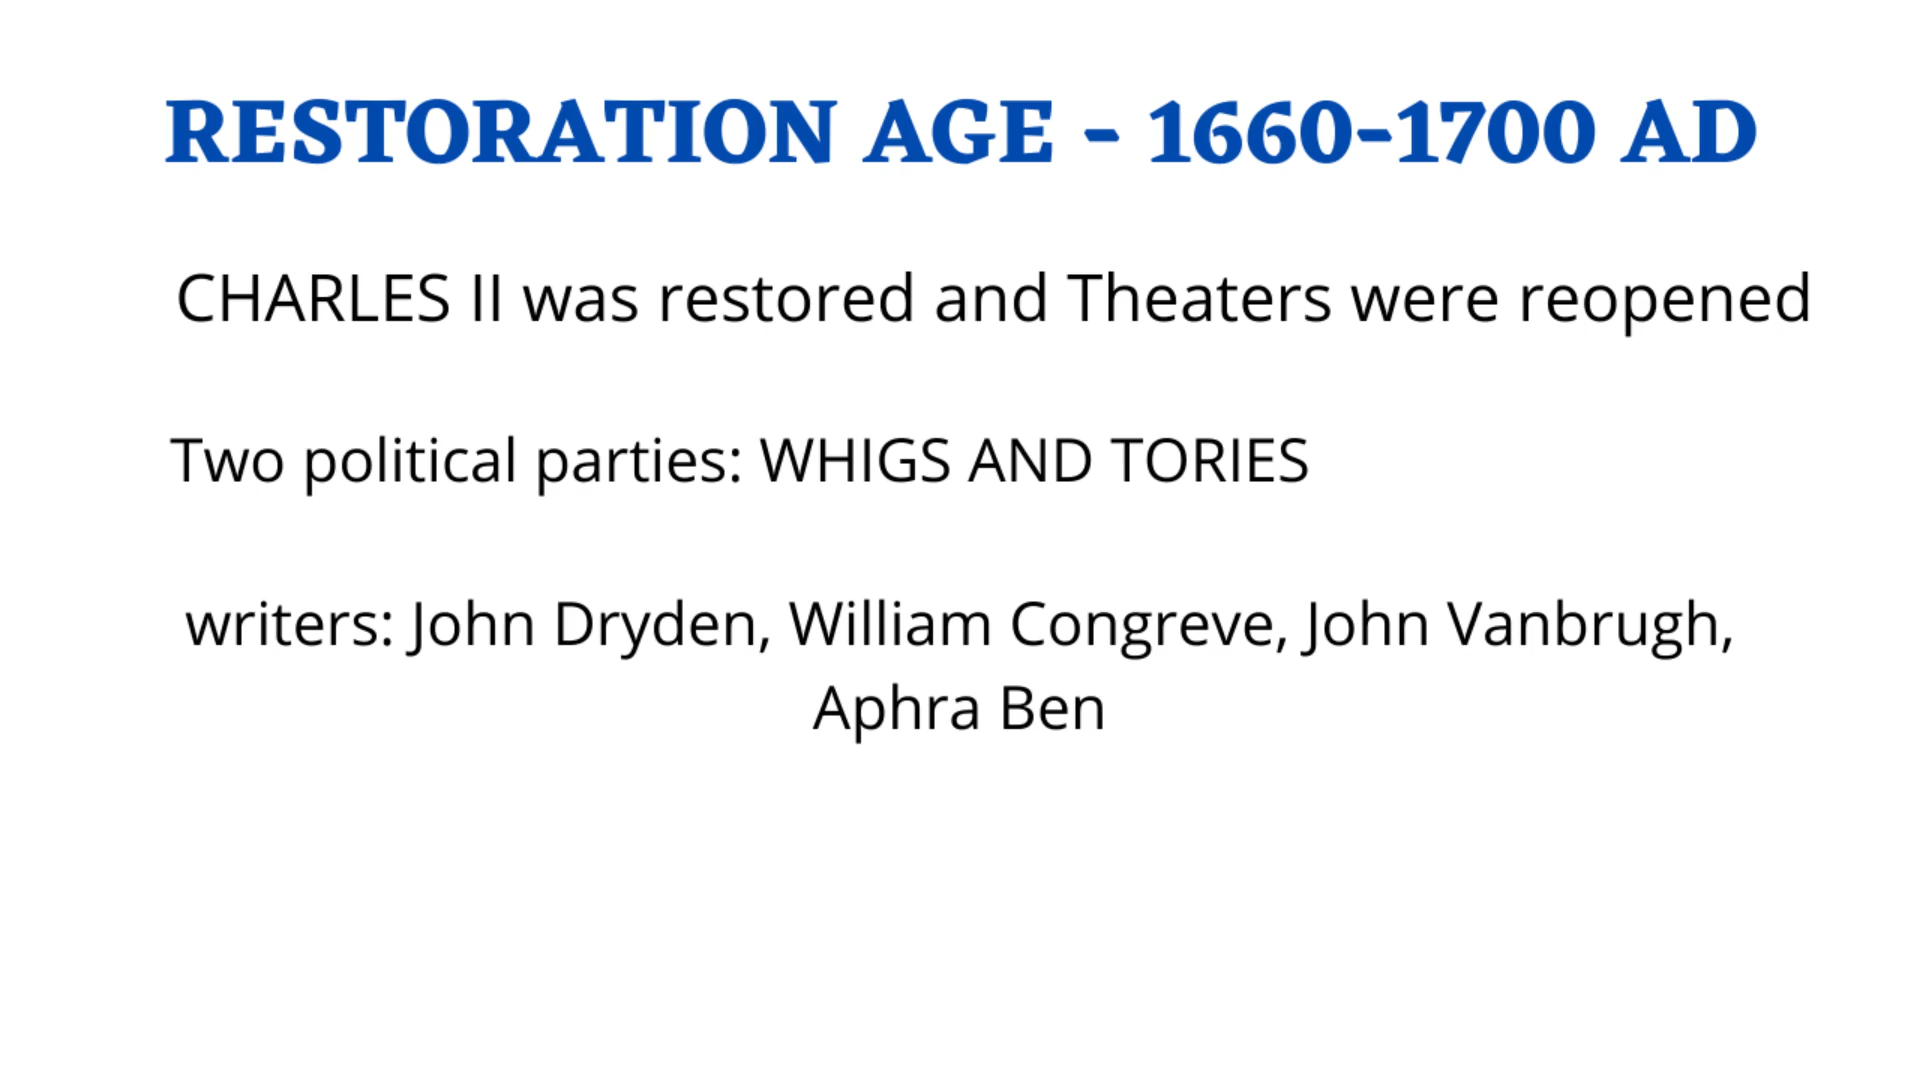 RESTORATION AGE - 1660-1700 AD
CHARLES II was restored and Theaters were reopened
Two political parties: WHIGS AND TORIES
writers: John Dryden, William Congreve, John Vanbrugh,
Aphra Ben